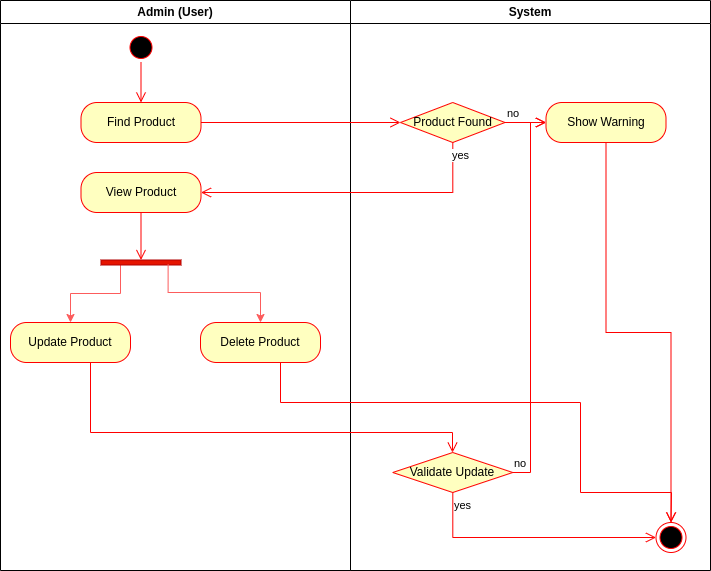 Admin (User)
System
Find Product
Product Found
no
Show Warning
yes
View Product
Update Product
Delete Product
Validate Update
no
yes